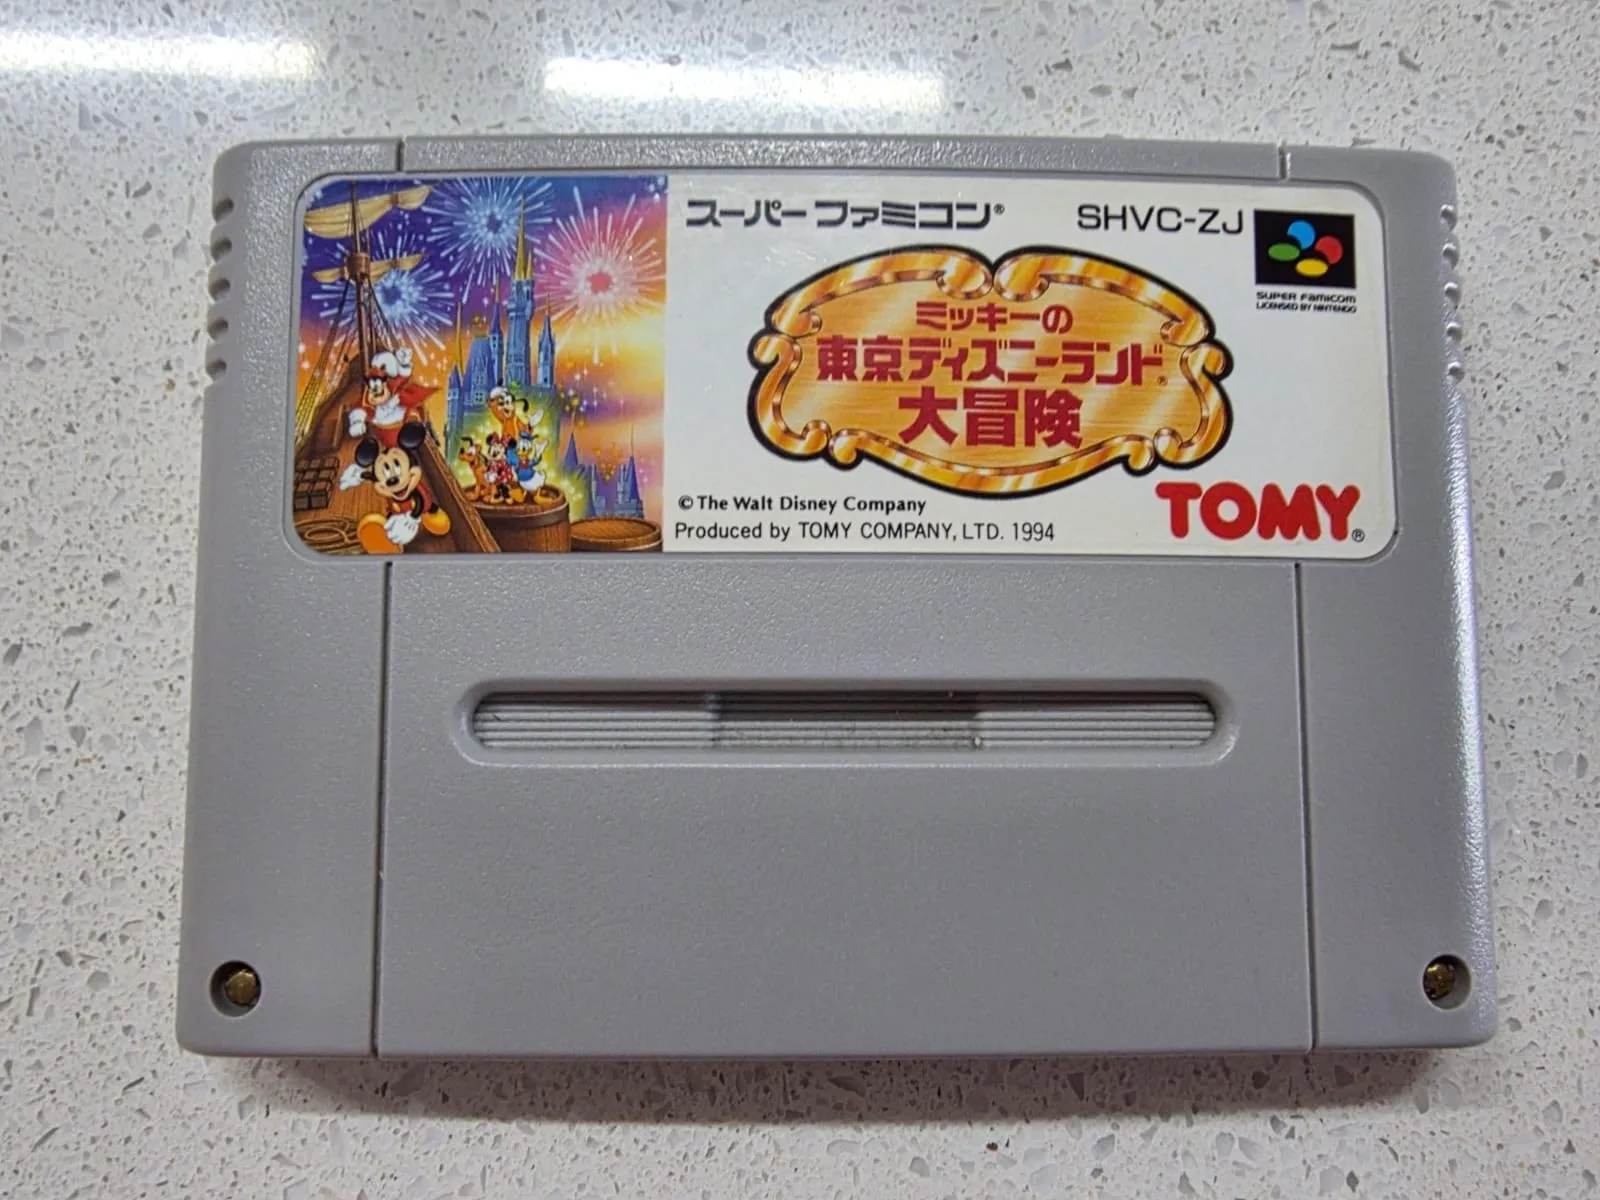 スーパーファミコン®
SHVC-ZJ
SUPER FAMICOM
LICENSED BY NINTENDO
ミッキーの
東京ディズニーランド®
大冒険
© The Walt Disney Company
Produced by TOMY COMPANY, LTD. 1994
TOMY®